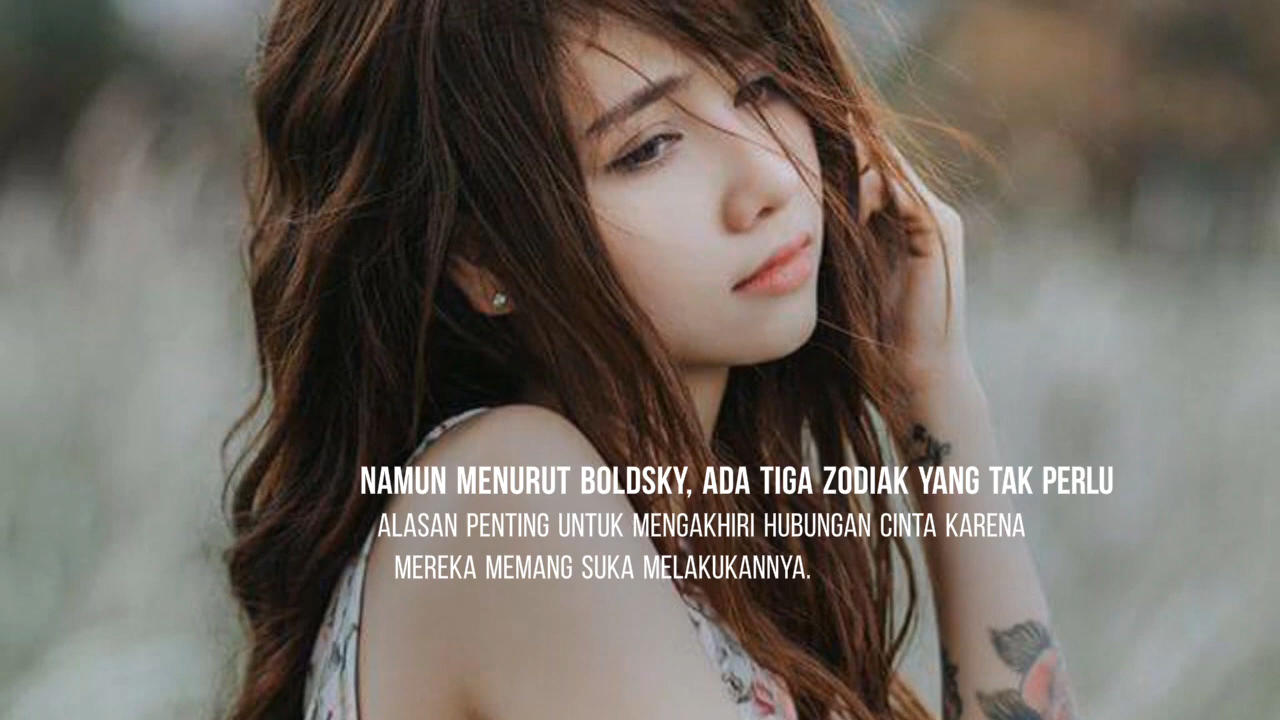 NAMUN MENURUT BOLDSKY, ADA TIGA ZODIAK YANG TAK PERLU
ALASAN PENTING UNTUK MENGAKHIRI HUBUNGAN CINTA KARENA
MEREKA MEMANG SUKA MELAKUKANNYA.